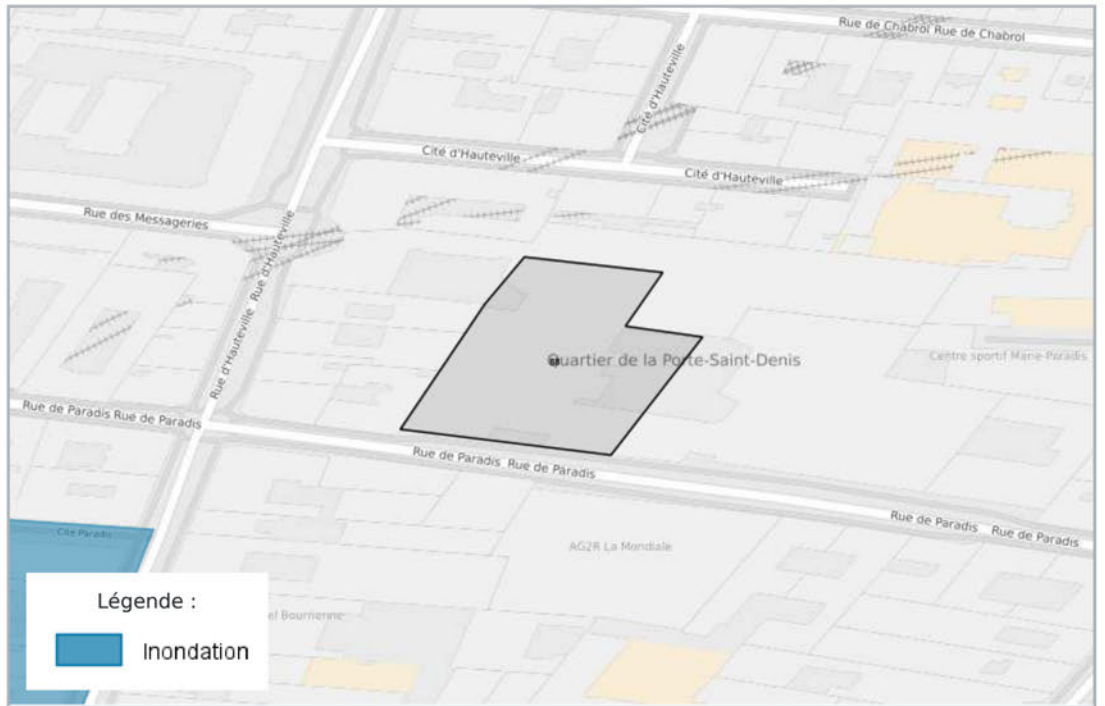 Rue de Chabrol Rue de Chabrol
Cité d'Hauteville
Cité d'Hauteville
Cité d'Hauteville
Rue des Messageries
Rue d'Hauteville Rue d'Hauteville
Quartier de la Porte-Saint-Denis
Centre sportif Marie-Paradis
Rue de Paradis Rue de Paradis
Rue de Paradis Rue de Paradis
Rue de Paradis Rue de Paradis
Cité Paradis
AG2R La Mondiale
el Bournenne
Légende :
Inondation